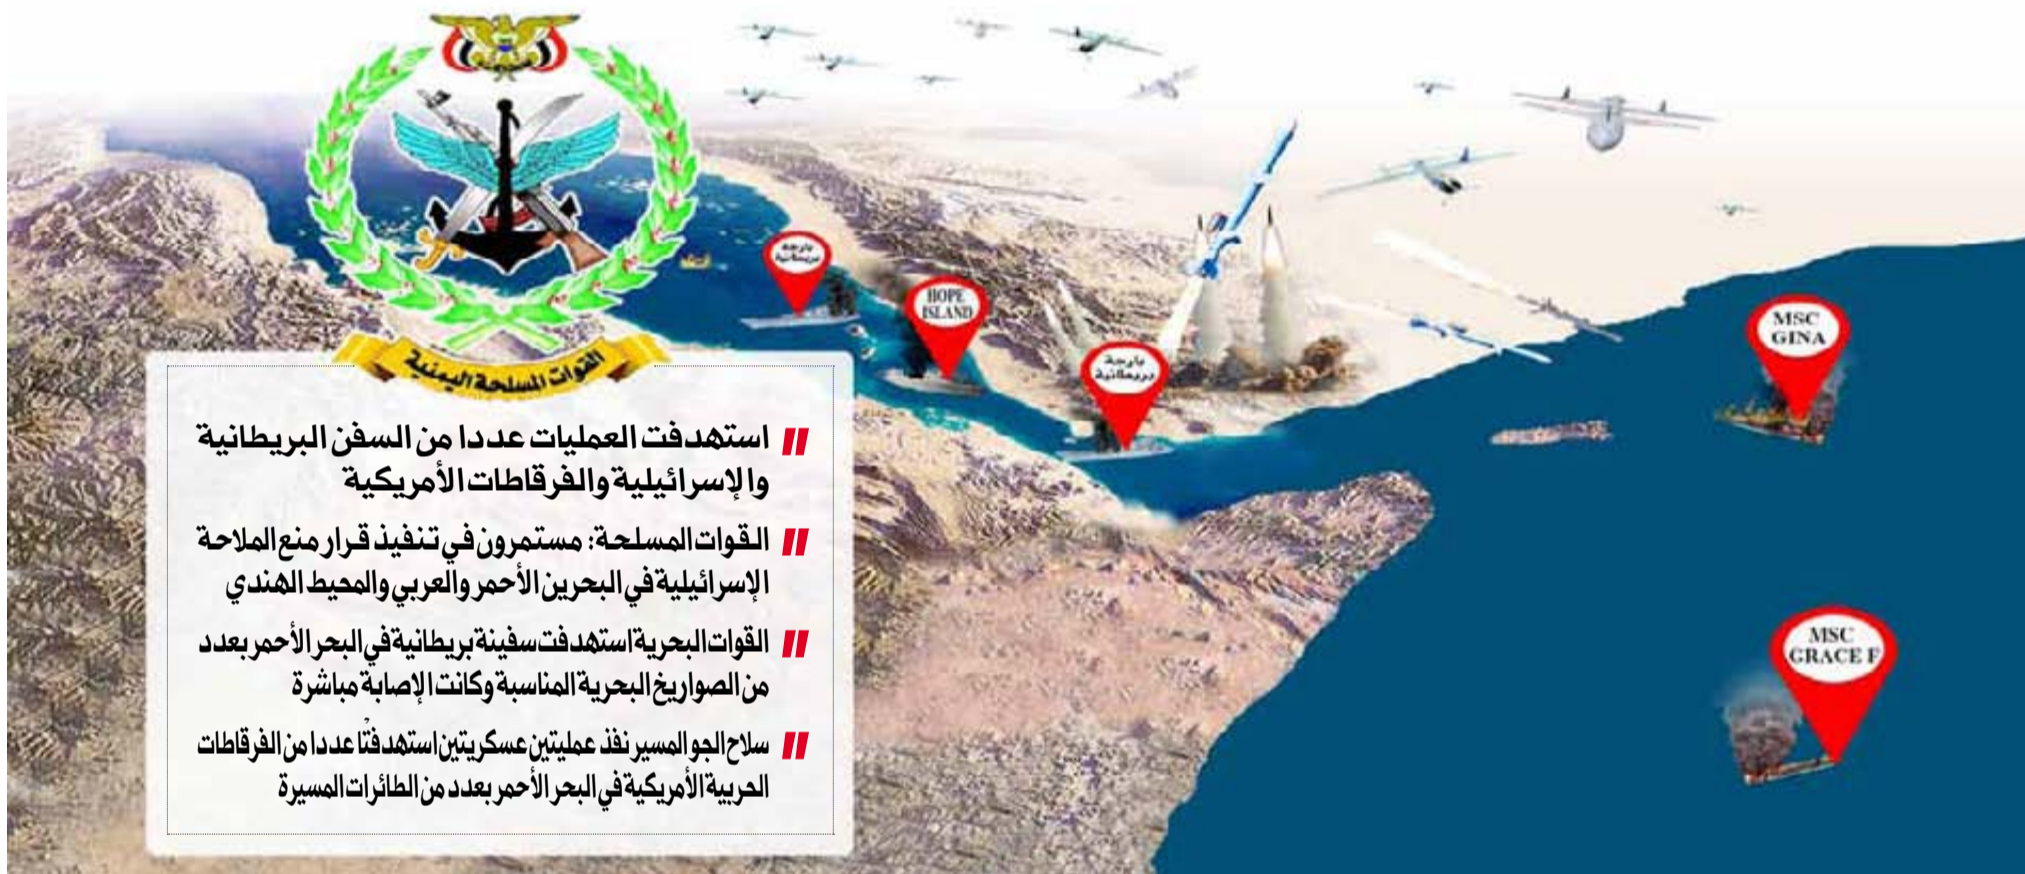 القوات المسلحة اليمنية
استهدفت العمليات عددا من السفن البريطانية
والإسرائيلية والفرقاطات الأمريكية
القوات المسلحة: مستمرون في تنفيذ قرار منع الملاحة
الإسرائيلية في البحرين الأحمر والعربي والمحيط الهندي
القوات البحرية استهدفت سفينة بريطانية في البحر الأحمر بعدد
من الصواريخ البحرية المناسبة وكانت الإصابة مباشرة
سلاح الجو المسير نفذ عمليتين عسكريتين استهدفتْا عددا من الفرقاطات
الحربية الأمريكية في البحر الأحمر بعدد من الطائرات المسيرة
بارجة
بريطانية
HOPE
ISLAND
بارجة
بريطانية
MSC
GINA
MSC
GRACE F